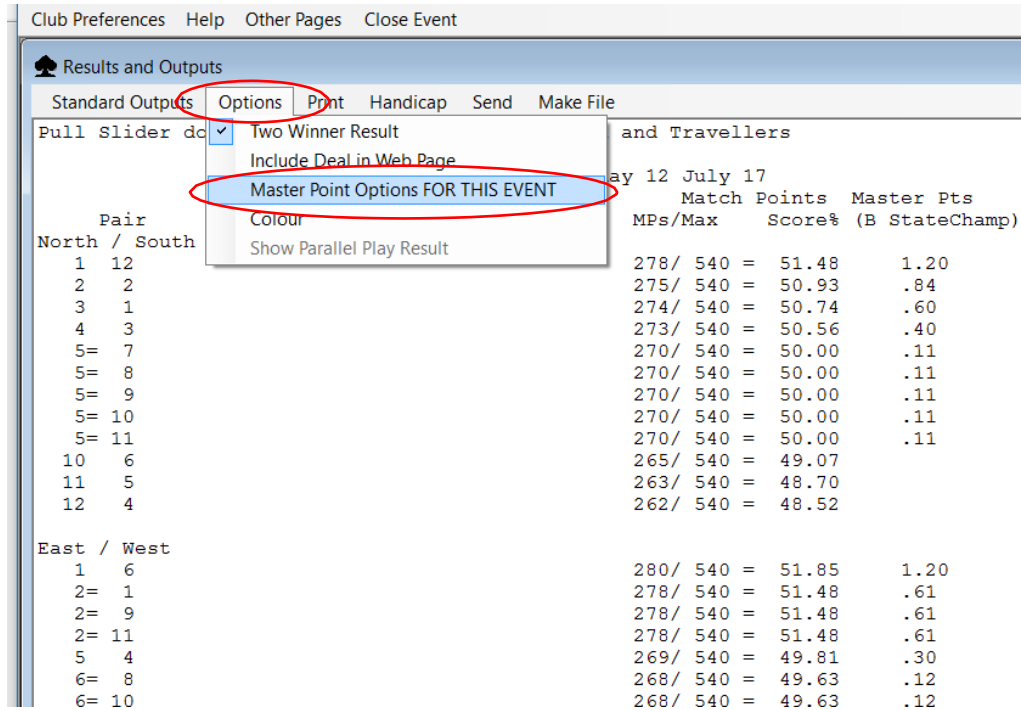 Club Preferences Help Other Pages Close Event
Results and Outputs
Standard Outputs Options Print Handicap Send Make File
Pull Slider do
Two Winner Result
and Travellers
Include Deal in Web Page
ay 12 July 17
Master Point Options FOR THIS EVENT
Match Points Master Pts
Pair
Colour
MPs/Max Score% (B StateChamp)
North / South
Show Parallel Play Result
1 12 278/ 540 = 51.48 1.20
2 2 275/ 540 = 50.93 .84
3 1 274/ 540 = 50.74 .60
4 3 273/ 540 = 50.56 .40
5= 7 270/ 540 = 50.00 .11
5= 8 270/ 540 = 50.00 .11
5= 9 270/ 540 = 50.00 .11
5= 10 270/ 540 = 50.00 .11
5= 11 270/ 540 = 50.00 .11
10 6 265/ 540 = 49.07
11 5 263/ 540 = 48.70
12 4 262/ 540 = 48.52
East / West
1 6 280/ 540 = 51.85 1.20
2= 1 278/ 540 = 51.48 .61
2= 9 278/ 540 = 51.48 .61
2= 11 278/ 540 = 51.48 .61
5 4 269/ 540 = 49.81 .30
6= 8 268/ 540 = 49.63 .12
6= 10 268/ 540 = 49.63 .12